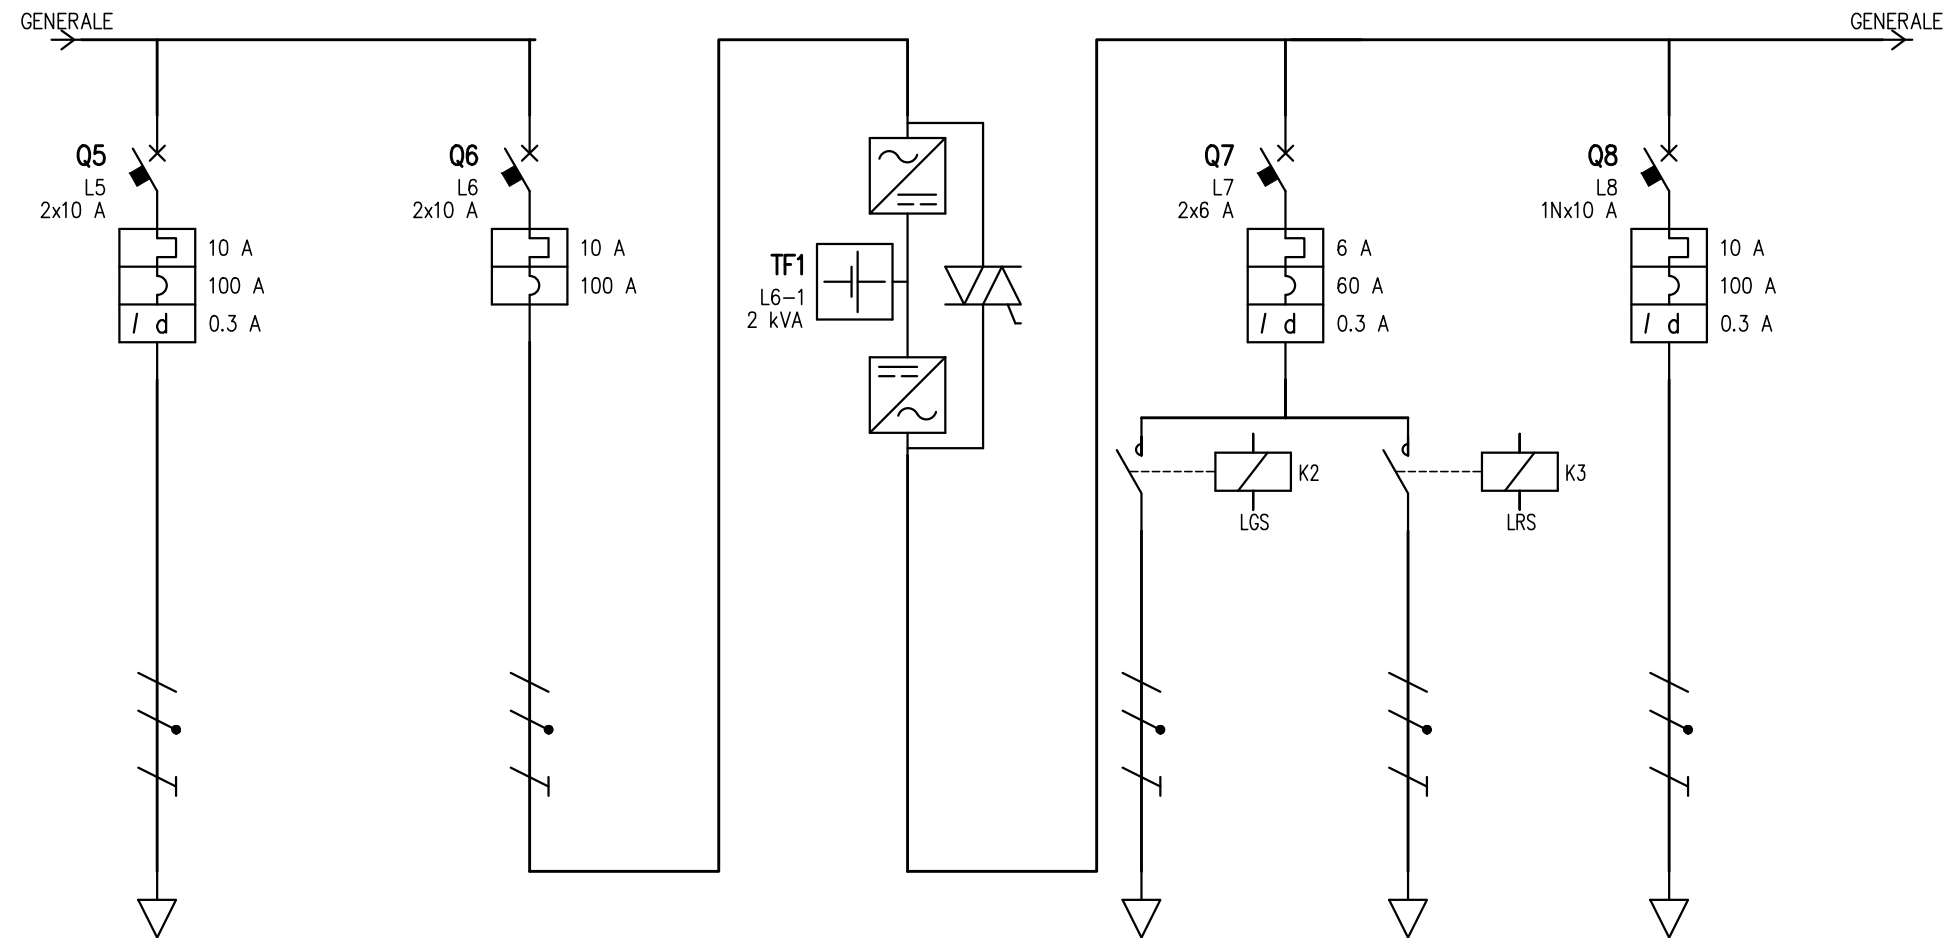 GENERALE
GENERALE
Q5
L5
2x10 A
10 A
100 A
I d
0.3 A
Q6
L6
2x10 A
10 A
100 A
TF1
L6-1
2 kVA
Q7
L7
2x6 A
6 A
60 A
I d
0.3 A
K2
LGS
K3
LRS
Q8
L8
1Nx10 A
10 A
100 A
I d
0.3 A